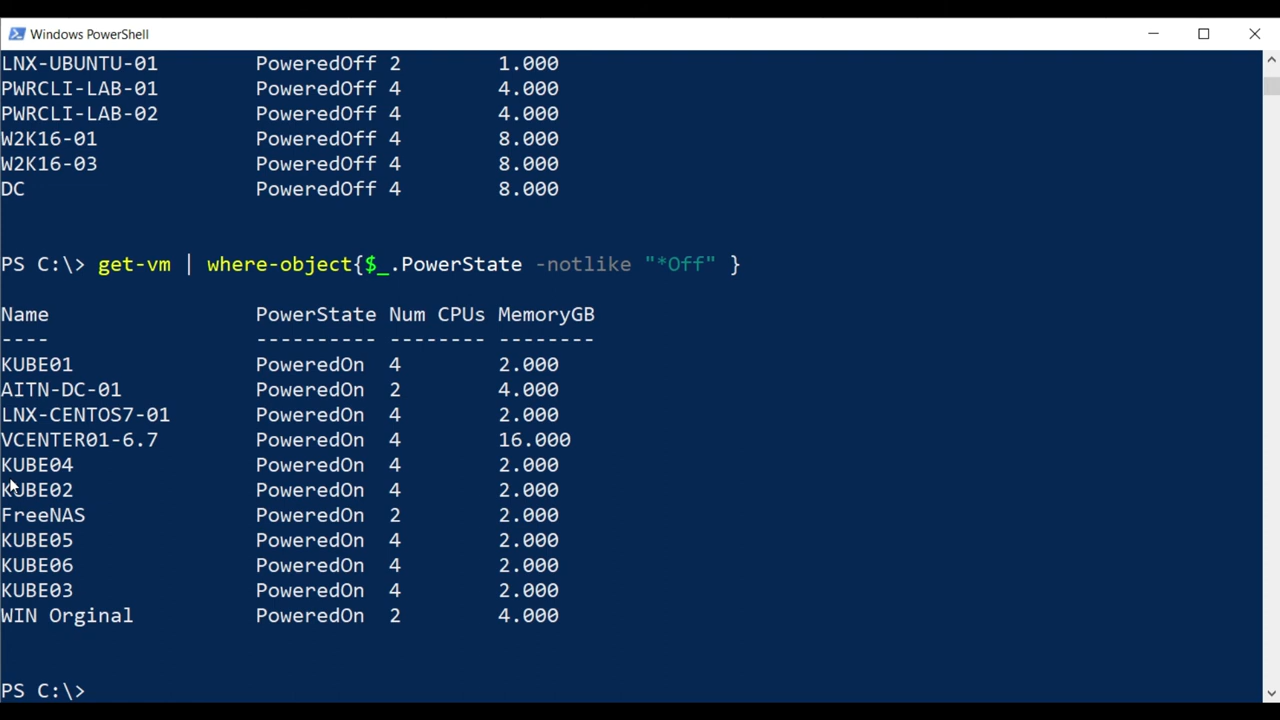 Windows PowerShell
LNX-UBUNTU-01 PoweredOff 2 1.000
PWRCLI-LAB-01 PoweredOff 4 4.000
PWRCLI-LAB-02 PoweredOff 4 4.000
W2K16-01 PoweredOff 4 8.000
W2K16-03 PoweredOff 4 8.000
DC PoweredOff 4 8.000
PS C:\> get-vm | where-object{$_.PowerState -notlike "*Off" }
Name PowerState Num CPUs MemoryGB
---- ---------- -------- --------
KUBE01 PoweredOn 4 2.000
AITN-DC-01 PoweredOn 2 4.000
LNX-CENTOS7-01 PoweredOn 4 2.000
VCENTER01-6.7 PoweredOn 4 16.000
KUBE04 PoweredOn 4 2.000
KUBE02 PoweredOn 4 2.000
FreeNAS PoweredOn 2 2.000
KUBE05 PoweredOn 4 2.000
KUBE06 PoweredOn 4 2.000
KUBE03 PoweredOn 4 2.000
WIN Orginal PoweredOn 2 4.000
PS C:\>